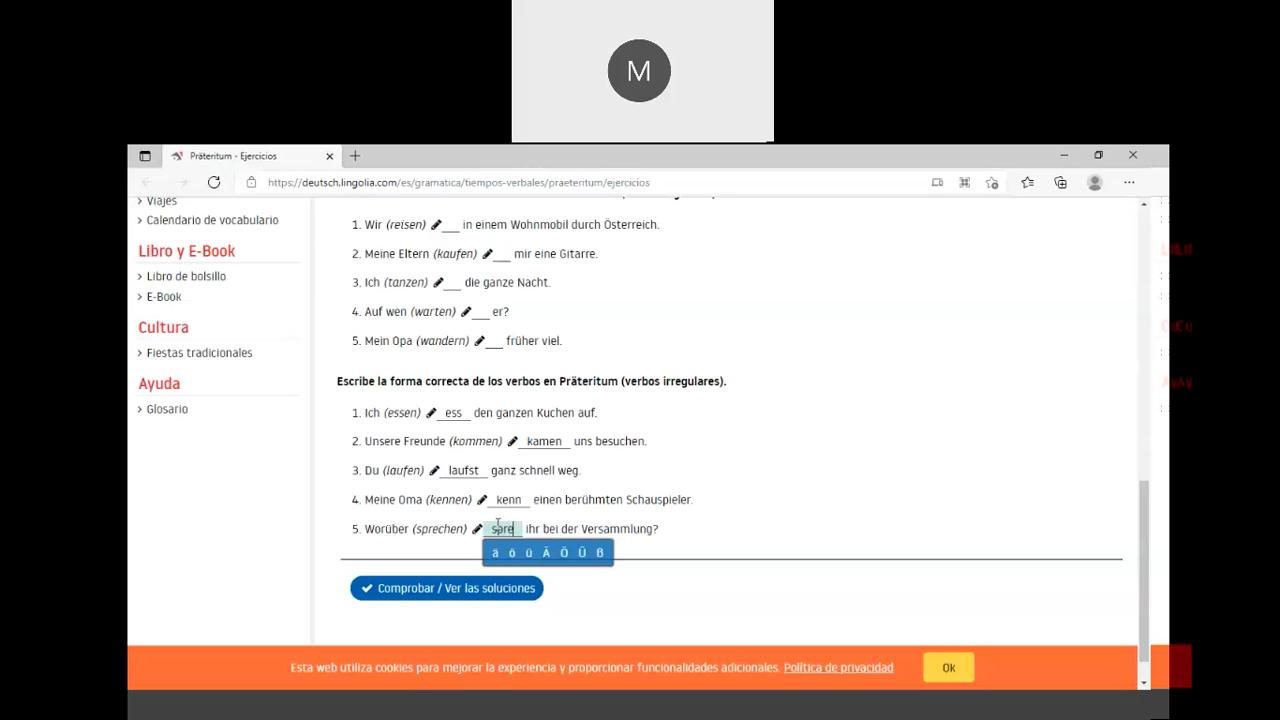 M
Präteritum - Ejercicios
https://deutsch.lingolia.com/es/gramatica/tiempos-verbales/praeteritum/ejercicios
Viajes
Calendario de vocabulario
Libro y E-Book
Libro de bolsillo
E-Book
Cultura
Fiestas tradicionales
Ayuda
Glosario
1. Wir (reisen) ___ in einem Wohnmobil durch Österreich.
2. Meine Eltern (kaufen) ___ mir eine Gitarre.
3. Ich (tanzen) ___ die ganze Nacht.
4. Auf wen (warten) ___ er?
5. Mein Opa (wandern) ___ früher viel.
Escribe la forma correcta de los verbos en Präteritum (verbos irregulares).
1. Ich (essen) ess den ganzen Kuchen auf.
2. Unsere Freunde (kommen) kamen uns besuchen.
3. Du (laufen) laufst ganz schnell weg.
4. Meine Oma (kennen) kenn einen berühmten Schauspieler.
5. Worüber (sprechen) spre ihr bei der Versammlung?
ä ö ü Ä Ö Ü ß
Comprobar / Ver las soluciones
Esta web utiliza cookies para mejorar la experiencia y proporcionar funcionalidades adicionales. Política de privacidad
Ok